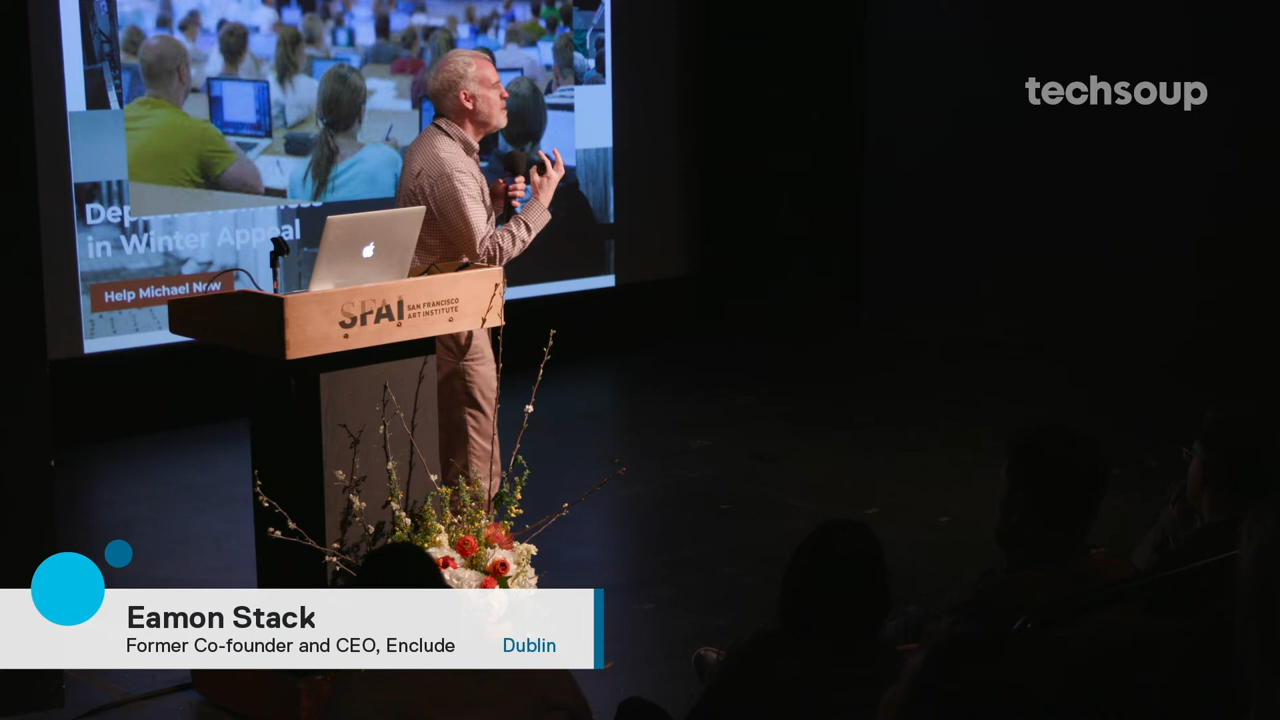 techsoup
in Winter Appeal
Help Michael Now
SFAI SAN FRANCISCO
ART INSTITUTE
Eamon Stack
Former Co-founder and CEO, Enclude Dublin